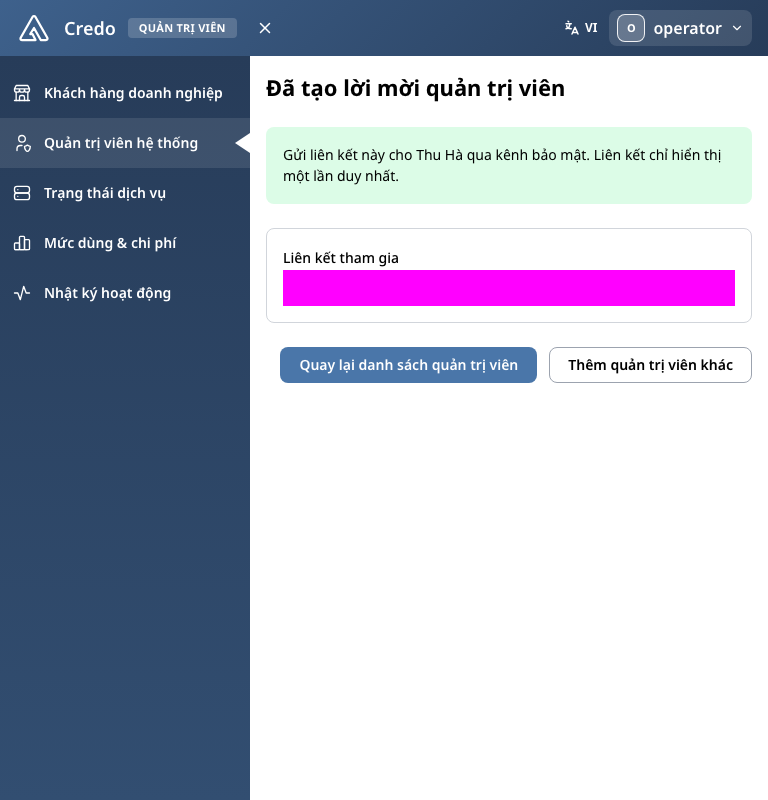 Credo
QUẢN TRỊ VIÊN
VI
O
operator
Khách hàng doanh nghiệp
Quản trị viên hệ thống
Trạng thái dịch vụ
Mức dùng & chi phí
Nhật ký hoạt động
Đã tạo lời mời quản trị viên
Gửi liên kết này cho Thu Hà qua kênh bảo mật. Liên kết chỉ hiển thị
một lần duy nhất.
Liên kết tham gia
Quay lại danh sách quản trị viên
Thêm quản trị viên khác